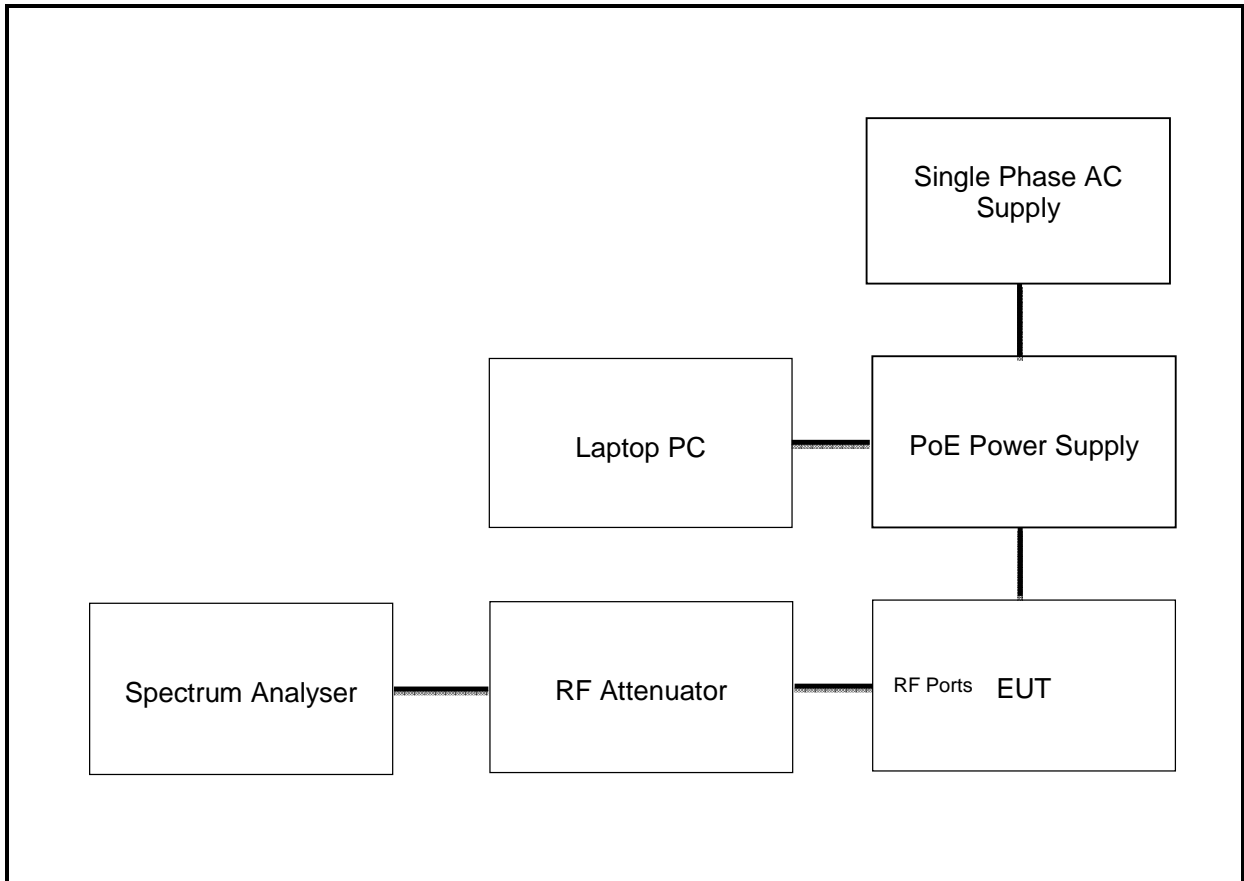 Single Phase AC
Supply
Laptop PC
PoE Power Supply
Spectrum Analyser
RF Attenuator
RF Ports
EUT